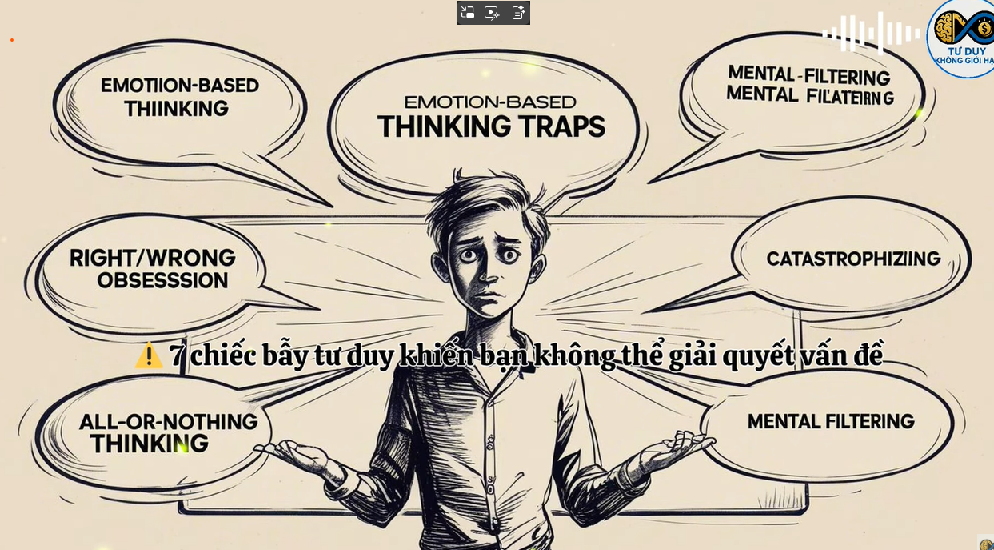 EMOTIION-BASED
THIINKING
EMOTION-BASED
THINKING TRAPS
MENTAL-FILTERING
MENTAL FILATEIRN G
TƯ DUY
KHÔNG GIỚI HẠ
RIGHT/WRONG
OBSESSSION
CATASTROPHIZIING
⚠️ 7 chiếc bẫy tư duy khiến bạn không thể giải quyết vấn đề
ALL-OR-NOTHING
THINKING
MENTAL FILTERING